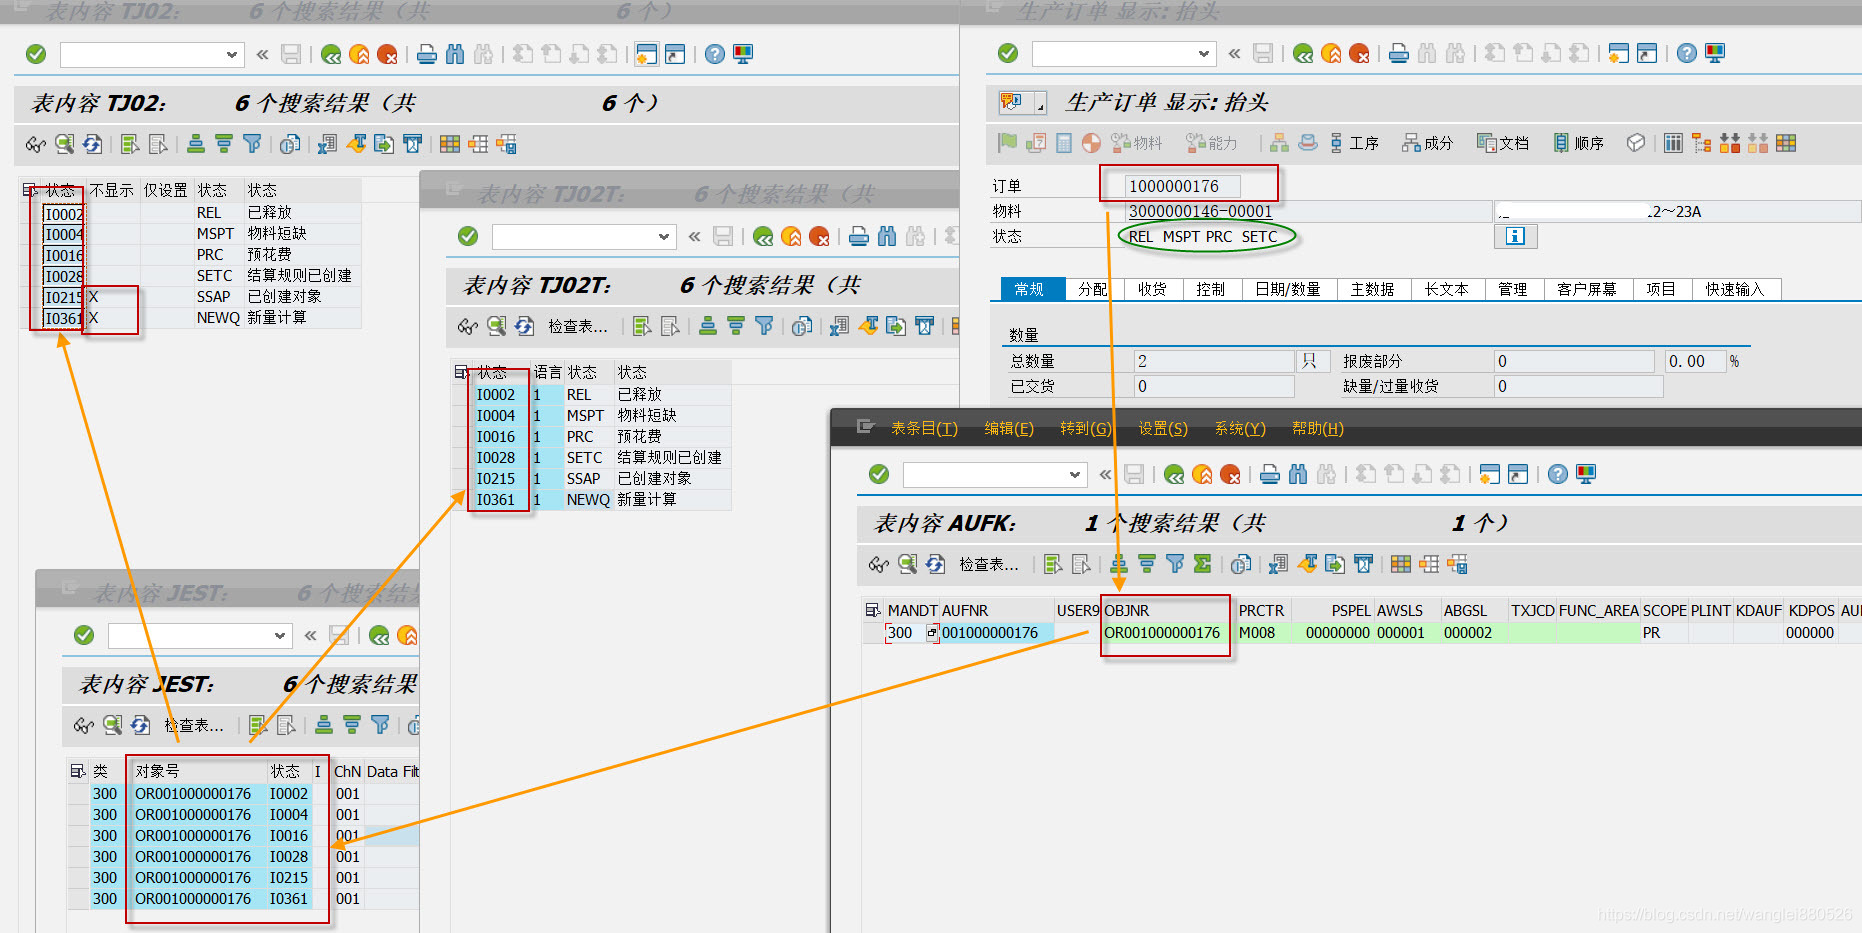 表内容 TJ02: 6 个搜索结果（共 6 个）
表内容 TJ02: 6 个搜索结果（共 6 个）
状态 不显示 仅设置 状态 状态
I0002 REL 已释放
I0004 MSPT 物料短缺
I0016 PRC 预花费
I0028 SETC 结算规则已创建
I0215 X SSAP 已创建对象
I0361 X NEWQ 新量计算
表内容 TJ02T: 6 个搜索结果（共
表内容 TJ02T: 6 个搜索结果（共
检查表...
状态 语言 状态 状态
I0002 1 REL 已释放
I0004 1 MSPT 物料短缺
I0016 1 PRC 预花费
I0028 1 SETC 结算规则已创建
I0215 1 SSAP 已创建对象
I0361 1 NEWQ 新量计算
表内容 JEST: 6 个搜索结果
表内容 JEST: 6 个搜索结果
检查表...
类 对象号 状态 I ChN Data Filt
300 OR001000000176 I0002 001
300 OR001000000176 I0004 001
300 OR001000000176 I0016 001
300 OR001000000176 I0028 001
300 OR001000000176 I0215 001
300 OR001000000176 I0361 001
生产订单 显示: 抬头
生产订单 显示: 抬头
物料 能力 工序 成分 文档 顺序
订单 1000000176
物料 3000000146-00001 2～23A
状态 REL MSPT PRC SETC
常规 分配 收货 控制 日期/数量 主数据 长文本 管理 客户屏幕 项目 快速输入
数量
总数量 2 只 报废部分 0 0.00 %
已交货 0 缺量/过量收货 0
表条目(T) 编辑(E) 转到(G) 设置(S) 系统(Y) 帮助(H)
表内容 AUFK: 1 个搜索结果（共 1 个）
检查表...
MANDT AUFNR USER9 OBJNR PRCTR PSPEL AWSLS ABGSL TXJCD FUNC_AREA SCOPE PLINT KDAUF KDPOS AU
300 001000000176 OR001000000176 M008 00000000 000001 000002 PR 000000
https://blog.csdn.net/wanglei880526